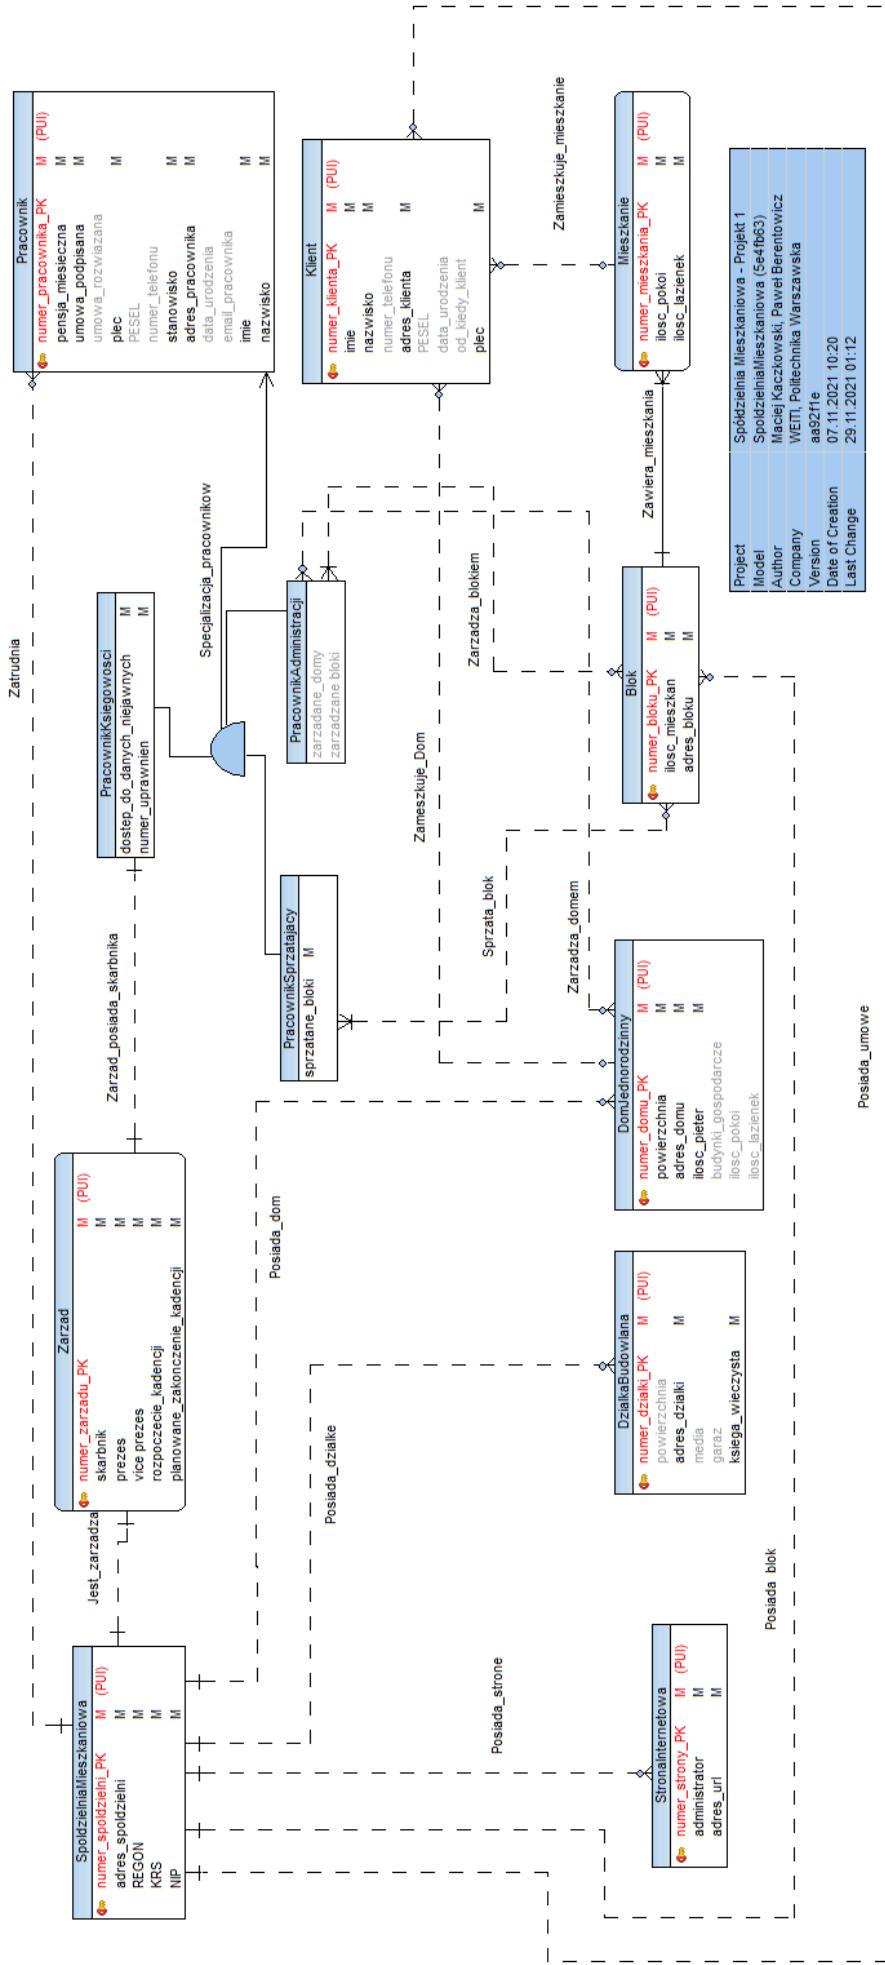 Zatrudnia
SpoldzielniaMieszkaniowa
numer_spoldzielni_PK M (PUI)
adres_spoldzielni M
REGON M
KRS M
NIP M
Jest_zarzadza
Zarzad
numer_zarzadu_PK M (PUI)
skarbnik M
prezes M
vice prezes M
rozpoczecie_kadencji M
planowane_zakonczenie_kadencji M
Zarzad_posiada_skarbnika
PracownikKsiegowosci
dostep_do_danych_niejawnych M
numer_uprawnien M
Specjalizacja_pracownikow
Pracownik
numer_pracownika_PK M (PUI)
pensja_miesieczna M
umowa_podpisana M
umowa_rozwiazana
plec M
PESEL
numer_telefonu
stanowisko M
adres_pracownika M
data_urodzenia
email_pracownika
imie M
nazwisko M
PracownikSprzatajacy
sprzatane_bloki M
PracownikAdministracji
zarzadane_domy
zarzadzane bloki
Klient
numer_klienta_PK M (PUI)
imie M
nazwisko M
numer_telefonu
adres_klienta M
PESEL
data_urodzenia
od_kiedy_klient
plec M
Posiada_dom
Posiada_dzialke
Posiada_strone
Zameszkuje_Dom
Zarzadza_blokiem
Sprzata_blok
Zarzadza_domem
Zamieszkuje_mieszkanie
Zawiera_mieszkania
StronaInternetowa
numer_strony_PK M (PUI)
administrator M
adres_url M
DzialkaBudowlana
numer_dzialki_PK M (PUI)
powierzchnia
adres_dzialki M
media
garaz
ksiega_wieczysta M
DomJednorodzinny
numer_domu_PK M (PUI)
powierzchnia M
adres_domu M
ilosc_pieter M
budynki_gospodarcze
ilosc_pokoi
ilosc_lazienek
Blok
numer_bloku_PK M (PUI)
ilosc_mieszkan M
adres_bloku M
Mieszkanie
numer_mieszkania_PK M (PUI)
ilosc_pokoi M
ilosc_lazienek M
Posiada blok
Posiada_umowe
Project Spółdzielnia Mieszkaniowa - Projekt 1
Model SpoldzielniaMieszkaniowa (5e4fb63)
Author Maciej Kaczkowski, Paweł Berentowicz
Company WEiTI, Politechnika Warszawska
Version aa92f1e
Date of Creation 07.11.2021 10:20
Last Change 29.11.2021 01:12